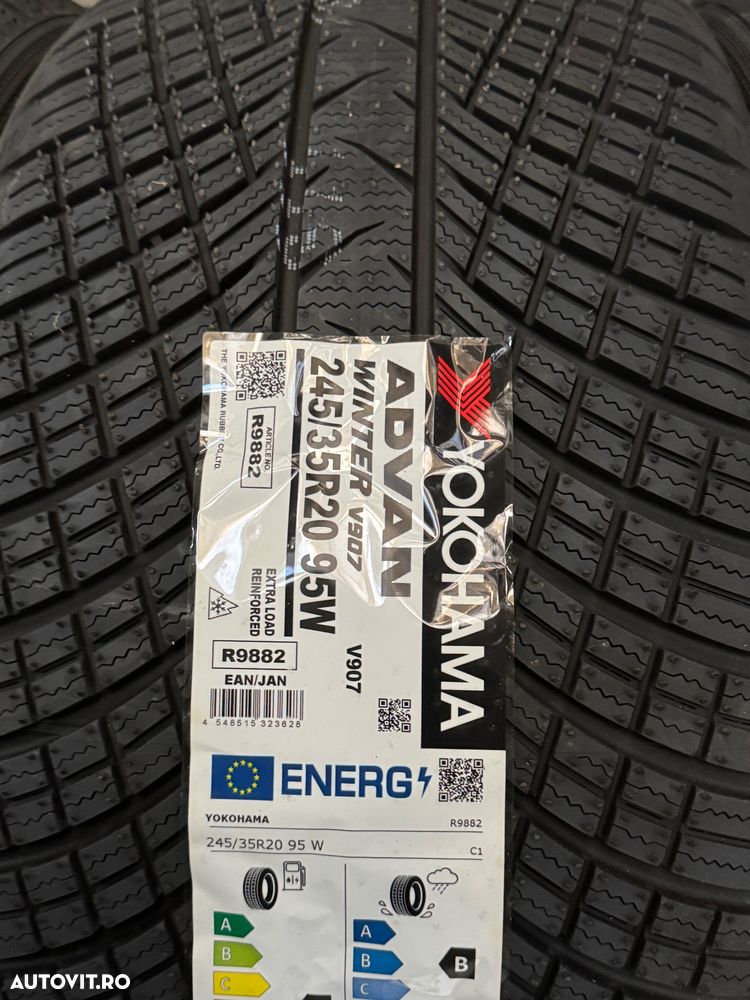 YOKOHAMA
ADVAN
WINTER V907
245/35R20 95W
V907
EXTRA LOAD
REINFORCED
ARTICLE NO.
R9882
THE YOKOHAMA RUBBER CO.,LTD.
R9882
EAN/JAN
4 548515 323628
ENERG
YOKOHAMA R9882
245/35R20 95 W C1
A A
B B B
C C
AUTOVIT.RO